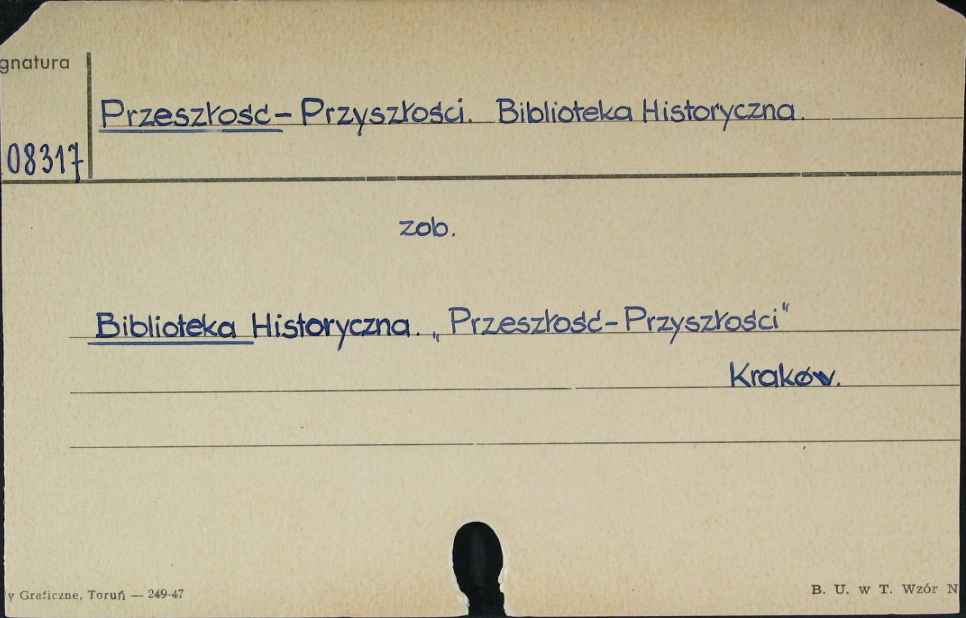 gnatura
Przeszłość-Przyszłości. Biblioteka Historyczna.
08317
zob.
Biblioteka Historyczna. „Przeszłość-Przyszłości"
Kraków.
y Graficzne, Toruń — 249-47
B. U. w T. Wzór N